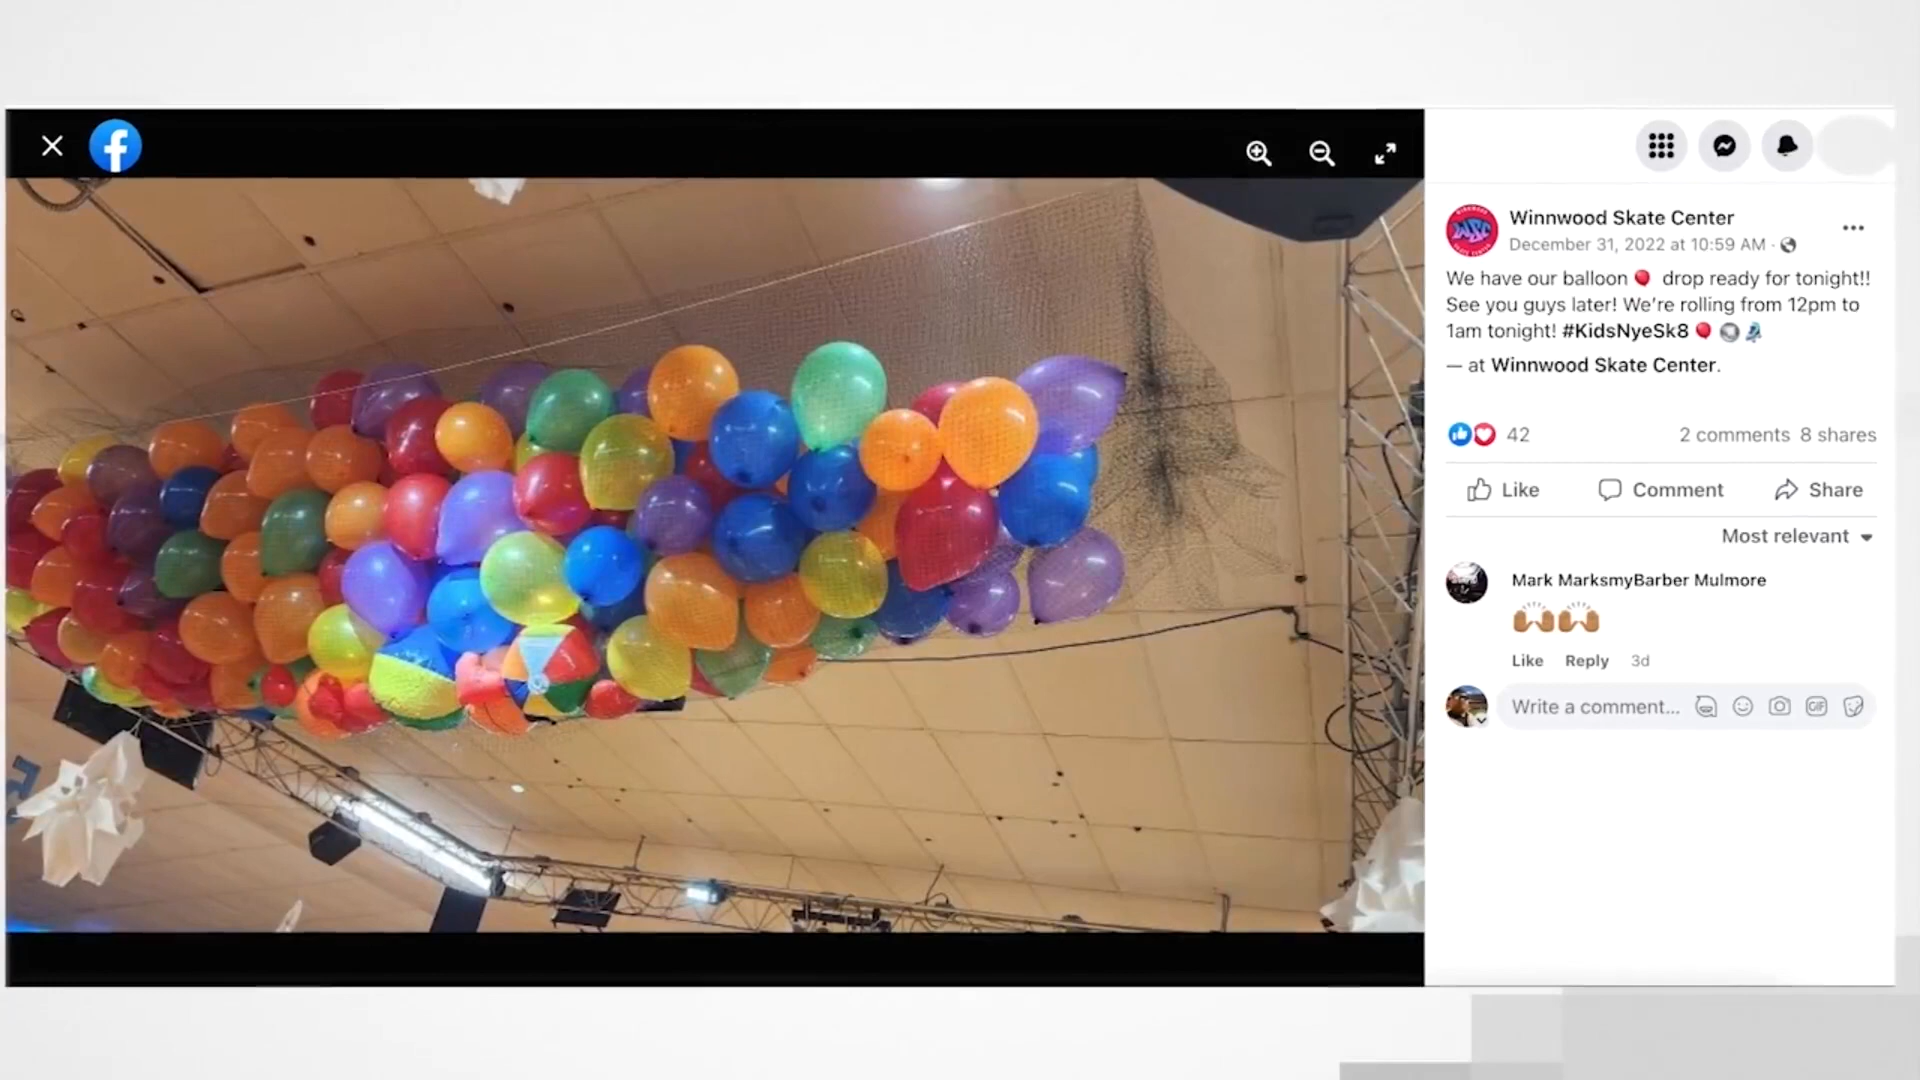 Winnwood Skate Center
December 31, 2022 at 10:59 AM ·
We have our balloon 🎈 drop ready for tonight!!
See you guys later! We're rolling from 12pm to
1am tonight! #KidsNyeSk8 🎈
— at Winnwood Skate Center.
42 2 comments 8 shares
Like Comment Share
Most relevant
Mark MarksmyBarber Mulmore
🙌🏽🙌🏽
Like Reply 3d
Write a comment... GIF